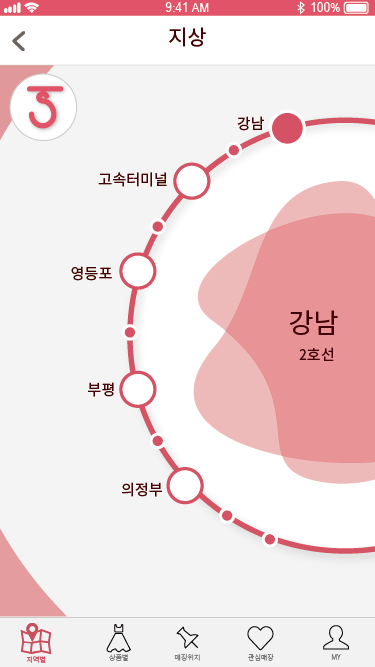 9:41 AM
100%
지상
강남
고속터미널
영등포
강남
2호선
부평
의정부
지역별
상품별
매장위치
관심매장
MY